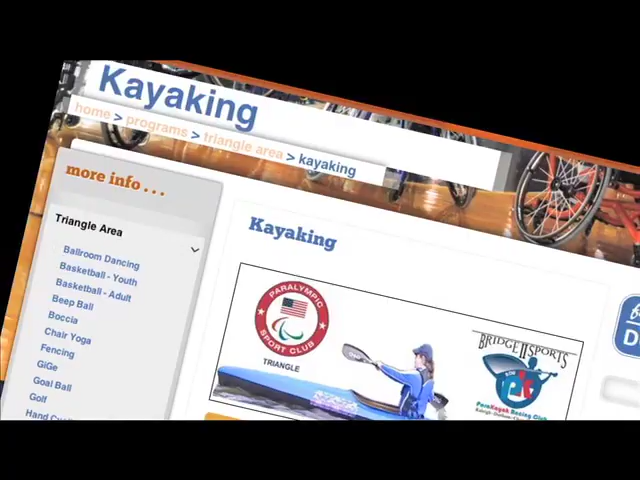 Kayaking
home > programs > triangle area > kayaking
more info . . .
Triangle Area
Ballroom Dancing
Basketball - Youth
Basketball - Adult
Beep Ball
Boccia
Chair Yoga
Fencing
GiGe
Goal Ball
Golf
Hand
Kayaking
PARALYMPIC
SPORT CLUB
TRIANGLE
BRIDGE II SPORTS
ParaKayak Racing Club